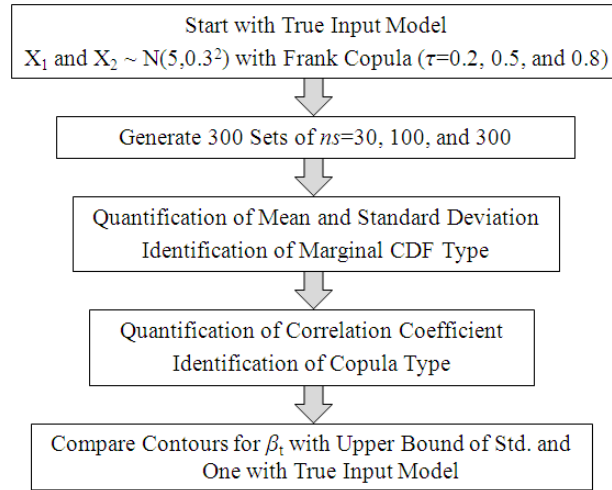 Start with True Input Model
X₁ and X₂ ~ N(5,0.3²) with Frank Copula (τ=0.2, 0.5, and 0.8)
Generate 300 Sets of ns=30, 100, and 300
Quantification of Mean and Standard Deviation
Identification of Marginal CDF Type
Quantification of Correlation Coefficient
Identification of Copula Type
Compare Contours for βₜ with Upper Bound of Std. and
One with True Input Model